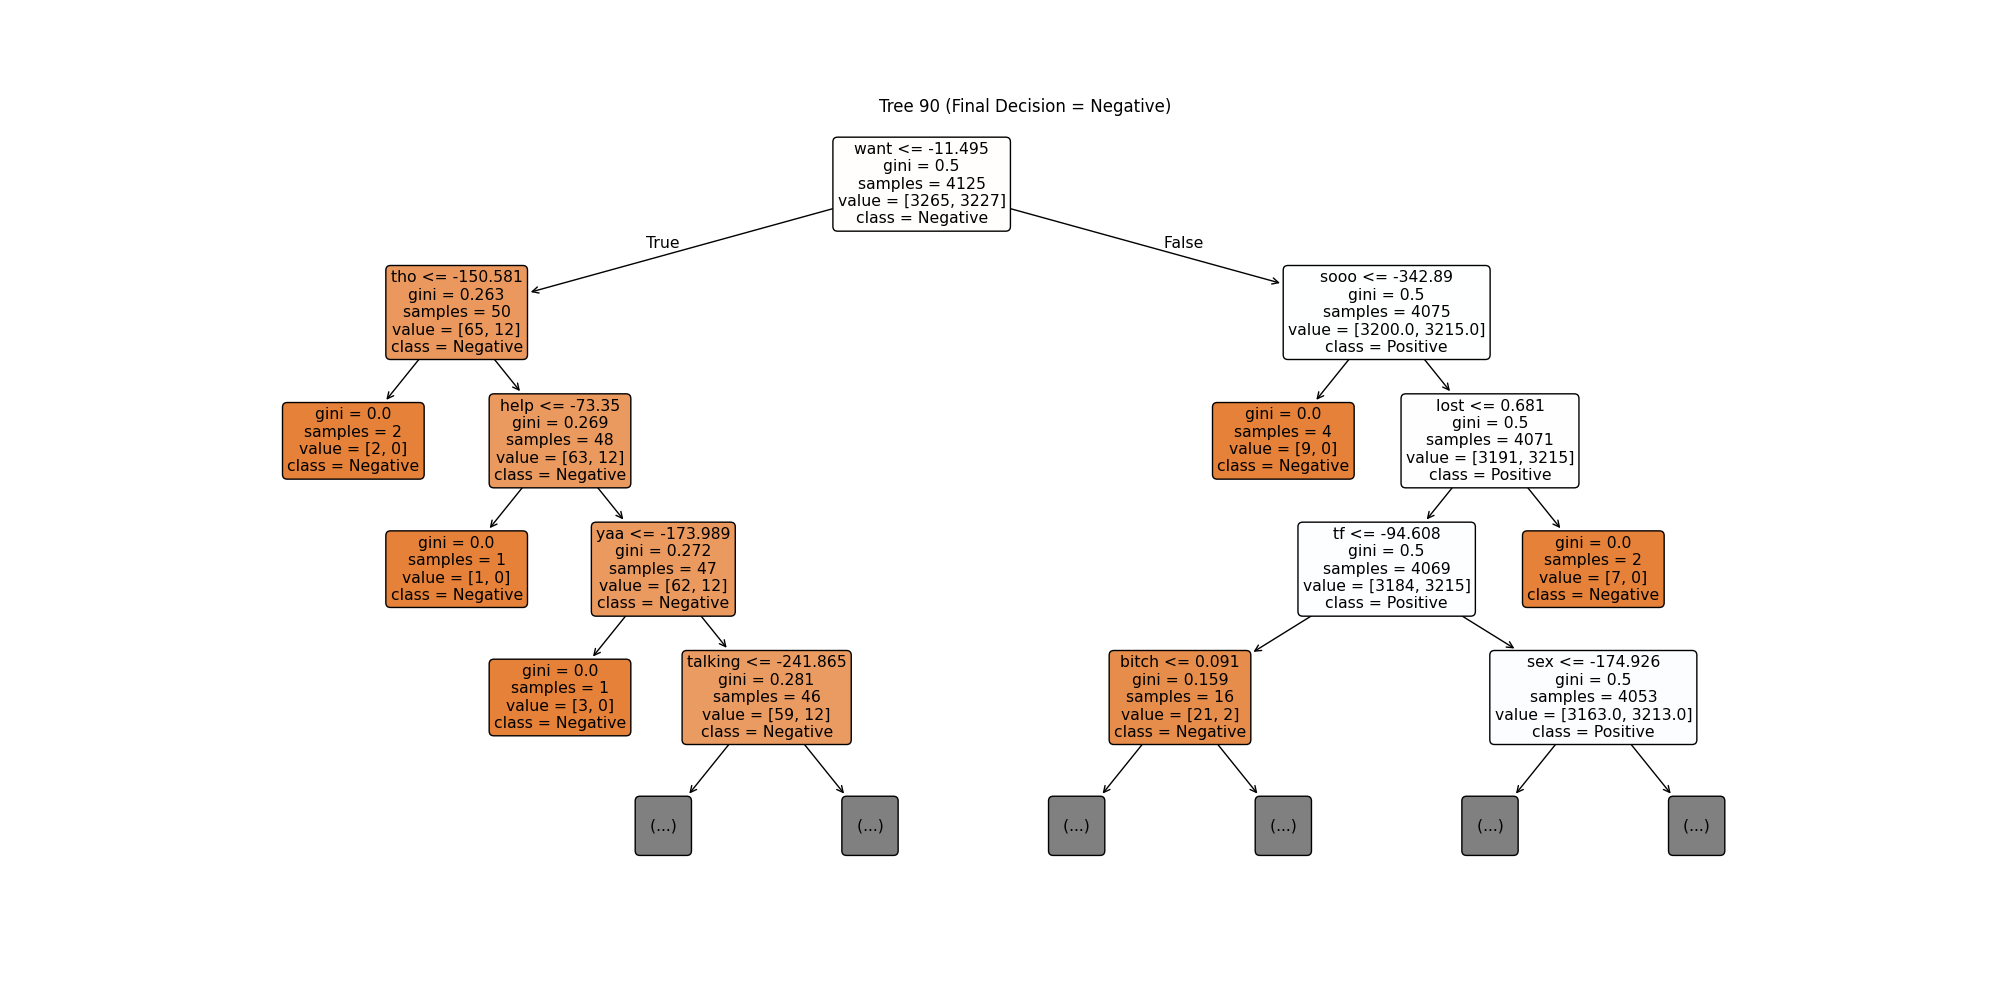 Tree 90 (Final Decision = Negative)
want <= -11.495
gini = 0.5
samples = 4125
value = [3265, 3227]
class = Negative
True
False
tho <= -150.581
gini = 0.263
samples = 50
value = [65, 12]
class = Negative
sooo <= -342.89
gini = 0.5
samples = 4075
value = [3200.0, 3215.0]
class = Positive
gini = 0.0
samples = 2
value = [2, 0]
class = Negative
help <= -73.35
gini = 0.269
samples = 48
value = [63, 12]
class = Negative
gini = 0.0
samples = 4
value = [9, 0]
class = Negative
lost <= 0.681
gini = 0.5
samples = 4071
value = [3191, 3215]
class = Positive
gini = 0.0
samples = 1
value = [1, 0]
class = Negative
yaa <= -173.989
gini = 0.272
samples = 47
value = [62, 12]
class = Negative
tf <= -94.608
gini = 0.5
samples = 4069
value = [3184, 3215]
class = Positive
gini = 0.0
samples = 2
value = [7, 0]
class = Negative
gini = 0.0
samples = 1
value = [3, 0]
class = Negative
talking <= -241.865
gini = 0.281
samples = 46
value = [59, 12]
class = Negative
bitch <= 0.091
gini = 0.159
samples = 16
value = [21, 2]
class = Negative
sex <= -174.926
gini = 0.5
samples = 4053
value = [3163.0, 3213.0]
class = Positive
(...)
(...)
(...)
(...)
(...)
(...)